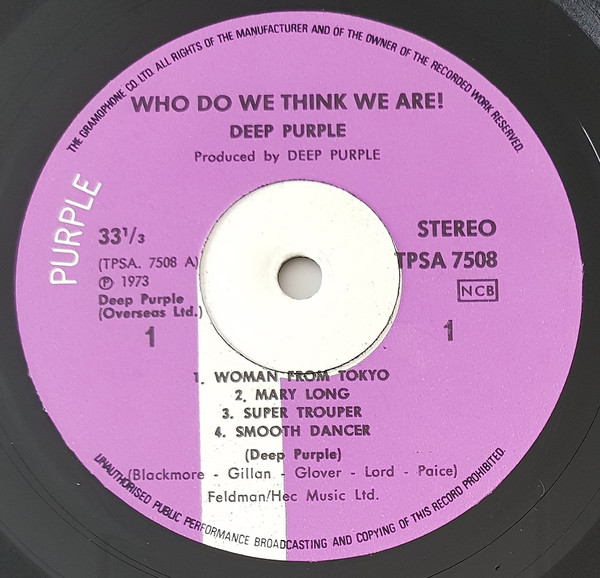 THE GRAMOPHONE CO. LTD. ALL RIGHTS OF THE MANUFACTURER AND OF THE OWNER OF THE RECORDED WORK RESERVED.
WHO DO WE THINK WE ARE!
DEEP PURPLE
Produced by DEEP PURPLE
PURPLE
33⅓
(TPSA. 7508 A)
℗ 1973
Deep Purple
(Overseas Ltd.)
1
STEREO
TPSA 7508
NCB
1
1. WOMAN FROM TOKYO
2. MARY LONG
3. SUPER TROUPER
4. SMOOTH DANCER
(Deep Purple)
(Blackmore - Gillan - Glover - Lord - Paice)
Feldman/Hec Music Ltd.
UNAUTHORISED PUBLIC PERFORMANCE BROADCASTING AND COPYING OF THIS RECORD PROHIBITED.